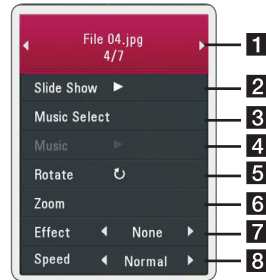 File 04.jpg 1
4/7
Slide Show 2
Music Select 3
Music 4
Rotate 5
Zoom 6
Effect None 7
Speed Normal 8